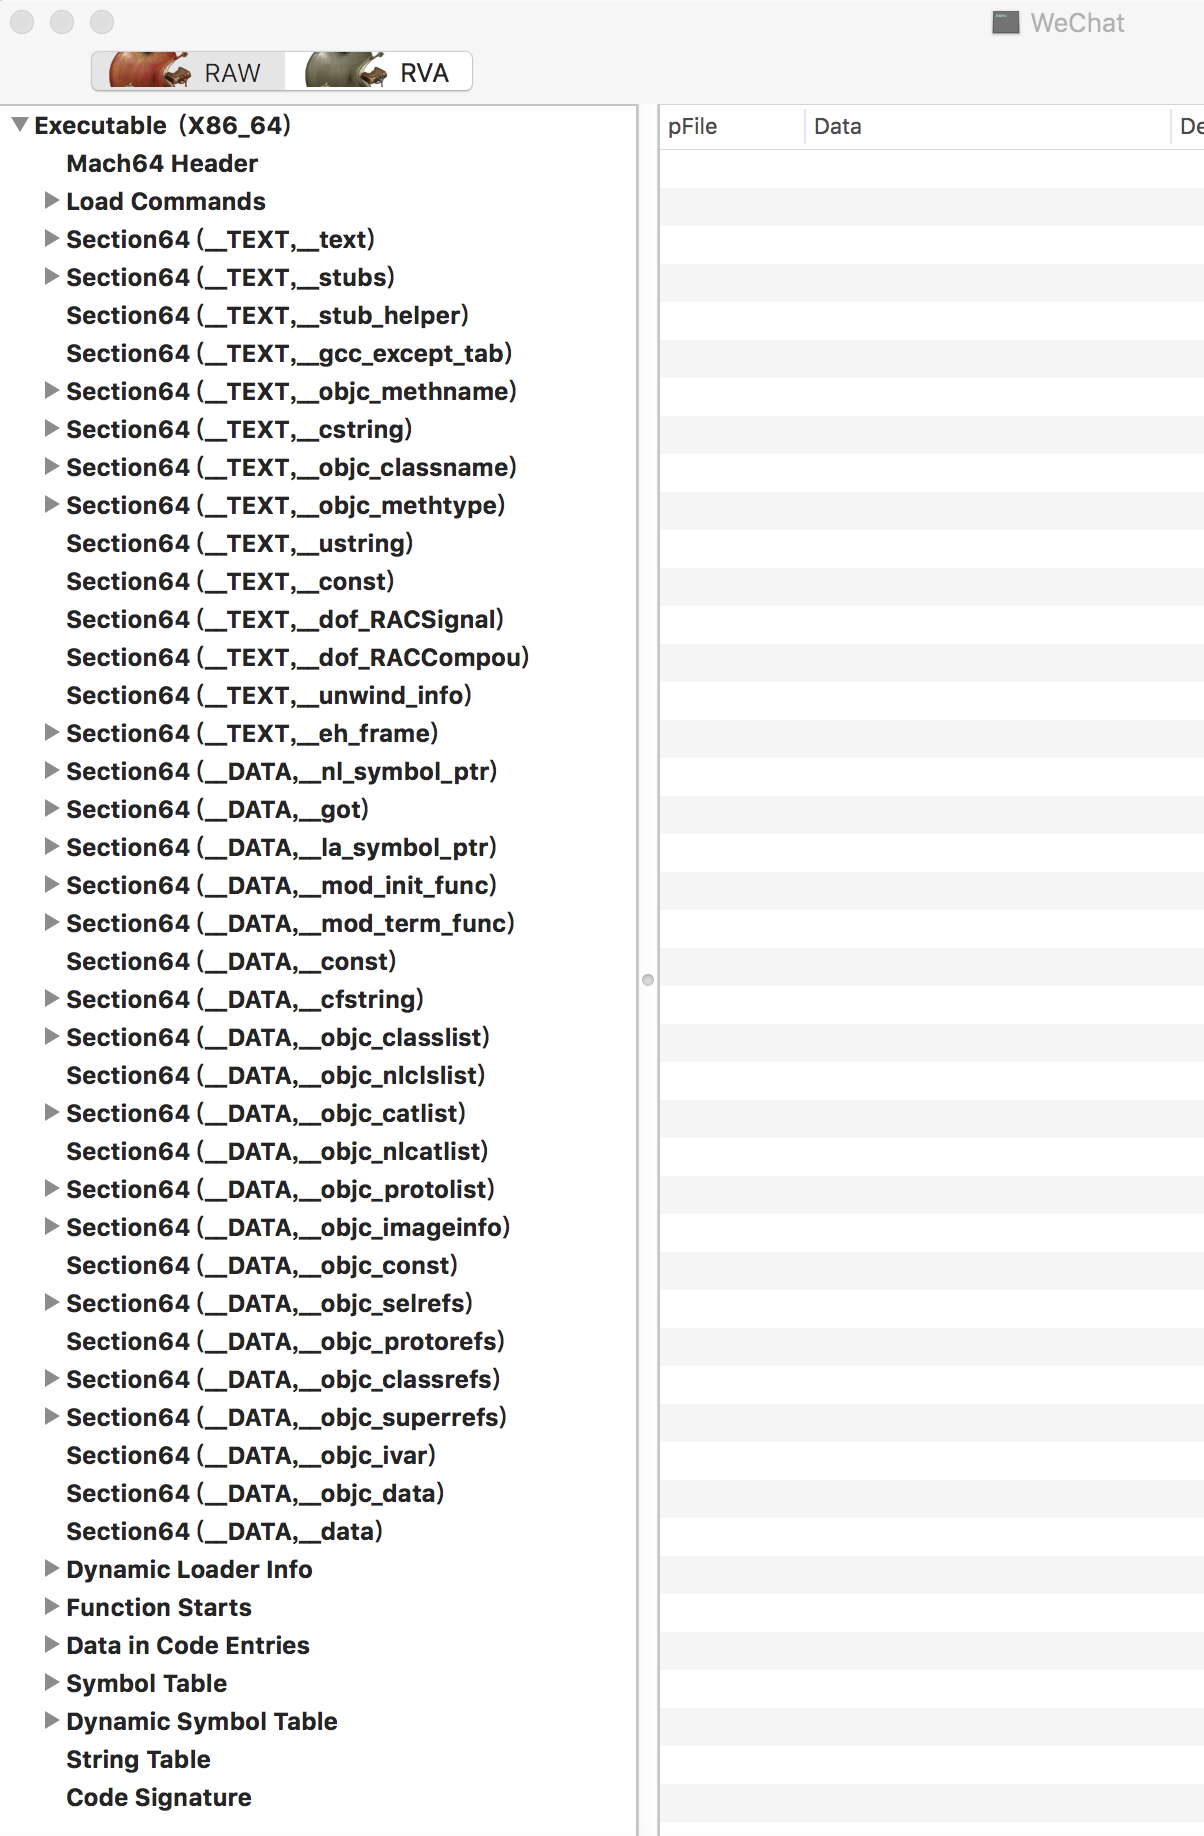 WeChat
RAW RVA
Executable (X86_64)
pFile Data De
Mach64 Header
Load Commands
Section64 (__TEXT,__text)
Section64 (__TEXT,__stubs)
Section64 (__TEXT,__stub_helper)
Section64 (__TEXT,__gcc_except_tab)
Section64 (__TEXT,__objc_methname)
Section64 (__TEXT,__cstring)
Section64 (__TEXT,__objc_classname)
Section64 (__TEXT,__objc_methtype)
Section64 (__TEXT,__ustring)
Section64 (__TEXT,__const)
Section64 (__TEXT,__dof_RACSignal)
Section64 (__TEXT,__dof_RACCompou)
Section64 (__TEXT,__unwind_info)
Section64 (__TEXT,__eh_frame)
Section64 (__DATA,__nl_symbol_ptr)
Section64 (__DATA,__got)
Section64 (__DATA,__la_symbol_ptr)
Section64 (__DATA,__mod_init_func)
Section64 (__DATA,__mod_term_func)
Section64 (__DATA,__const)
Section64 (__DATA,__cfstring)
Section64 (__DATA,__objc_classlist)
Section64 (__DATA,__objc_nlclslist)
Section64 (__DATA,__objc_catlist)
Section64 (__DATA,__objc_nlcatlist)
Section64 (__DATA,__objc_protolist)
Section64 (__DATA,__objc_imageinfo)
Section64 (__DATA,__objc_const)
Section64 (__DATA,__objc_selrefs)
Section64 (__DATA,__objc_protorefs)
Section64 (__DATA,__objc_classrefs)
Section64 (__DATA,__objc_superrefs)
Section64 (__DATA,__objc_ivar)
Section64 (__DATA,__objc_data)
Section64 (__DATA,__data)
Dynamic Loader Info
Function Starts
Data in Code Entries
Symbol Table
Dynamic Symbol Table
String Table
Code Signature